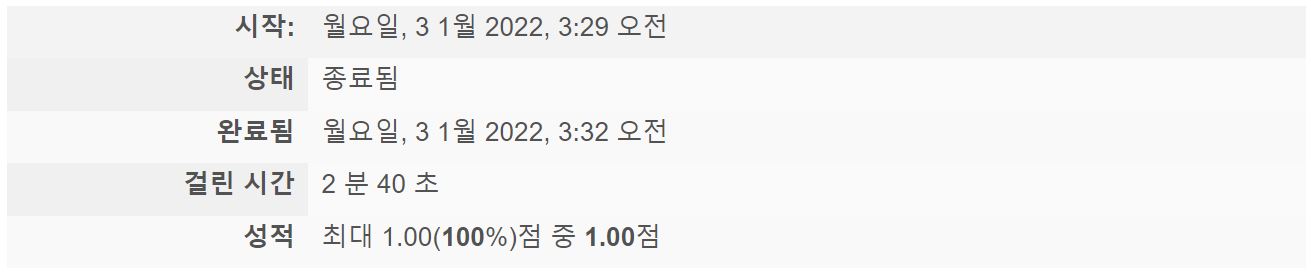 시작: 월요일, 3 1월 2022, 3:29 오전
상태 종료됨
완료됨 월요일, 3 1월 2022, 3:32 오전
걸린 시간 2 분 40 초
성적 최대 1.00(100%)점 중 1.00점